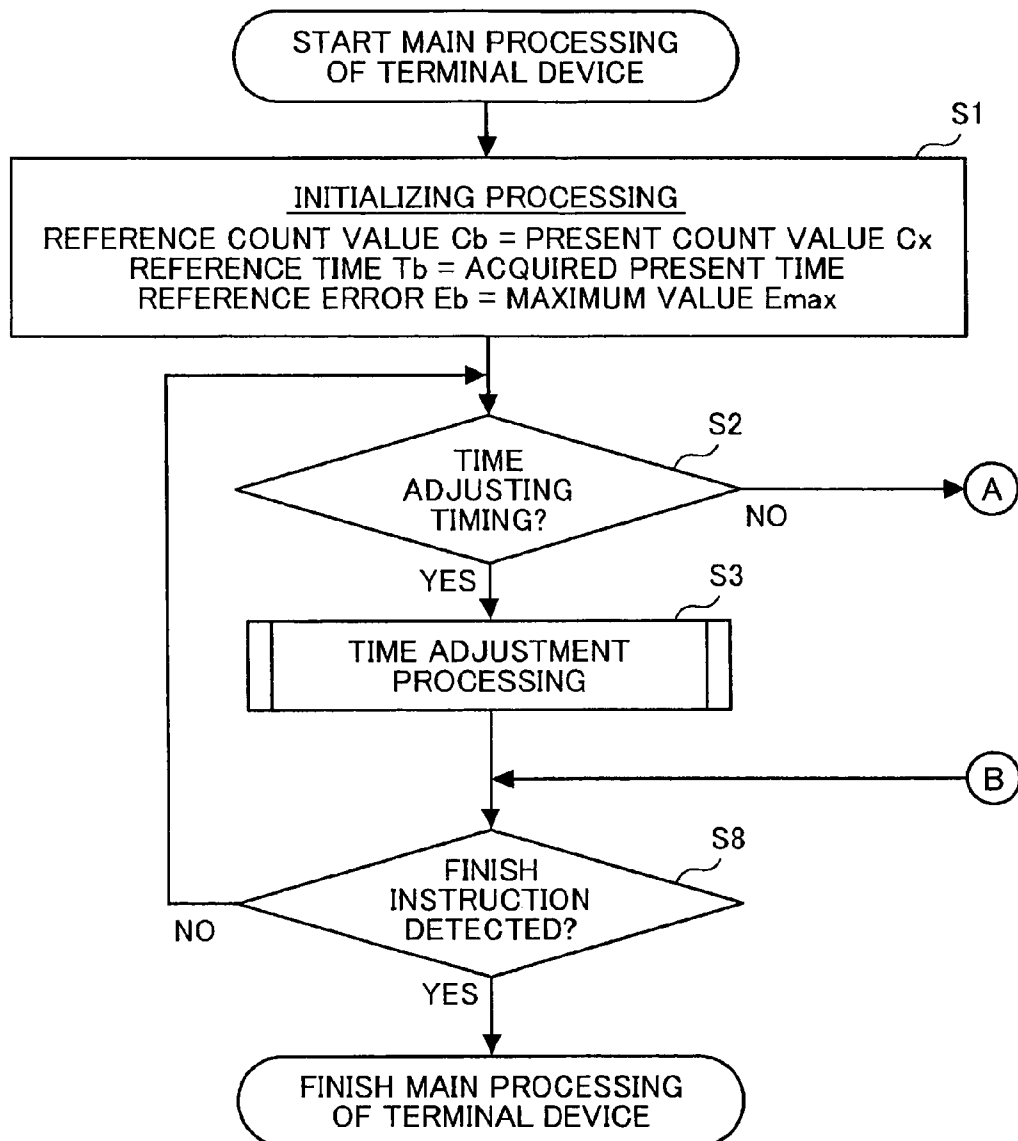 START MAIN PROCESSING
OF TERMINAL DEVICE
S1
INITIALIZING PROCESSING
REFERENCE COUNT VALUE Cb = PRESENT COUNT VALUE Cx
REFERENCE TIME Tb = ACQUIRED PRESENT TIME
REFERENCE ERROR Eb = MAXIMUM VALUE Emax
S2
TIME
ADJUSTING
TIMING?
NO
A
YES
S3
TIME ADJUSTMENT
PROCESSING
B
S8
FINISH
INSTRUCTION
DETECTED?
NO
YES
FINISH MAIN PROCESSING
OF TERMINAL DEVICE